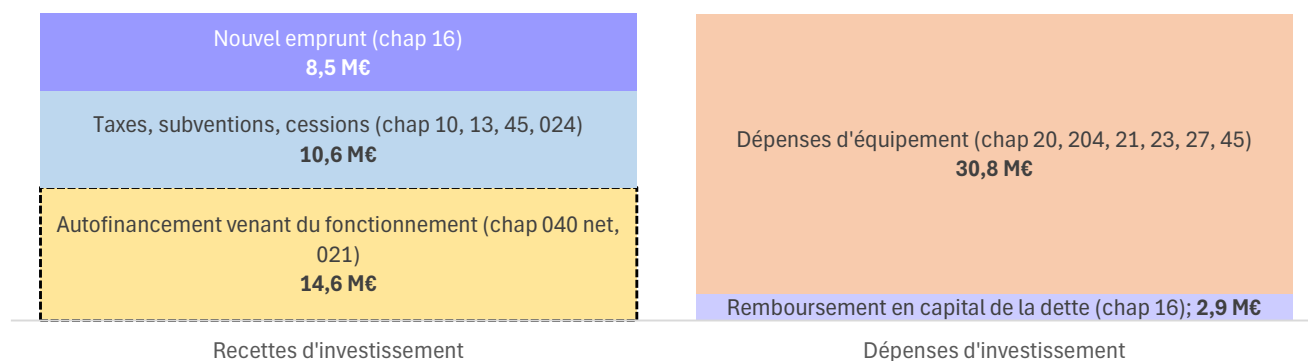 Nouvel emprunt (chap 16)
8,5 M€
Taxes, subventions, cessions (chap 10, 13, 45, 024)
10,6 M€
Autofinancement venant du fonctionnement (chap 040 net,
021)
14,6 M€
Recettes d'investissement
Dépenses d'équipement (chap 20, 204, 21, 23, 27, 45)
30,8 M€
Remboursement en capital de la dette (chap 16); 2,9 M€
Dépenses d'investissement